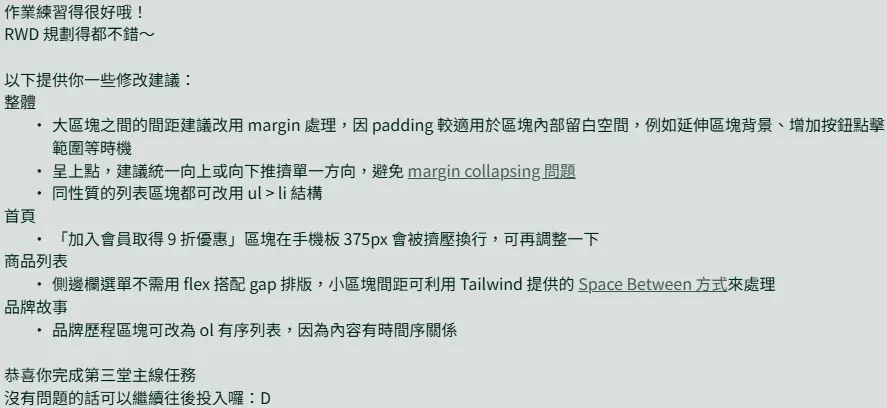 作業練習得很好哦！
RWD 規劃得都不錯～
以下提供你一些修改建議：
整體
• 大區塊之間的間距建議改用 margin 處理，因 padding 較適用於區塊內部留白空間，例如延伸區塊背景、增加按鈕點擊
範圍等時機
• 呈上點，建議統一向上或向下推擠單一方向，避免 margin collapsing 問題
• 同性質的列表區塊都可改用 ul > li 結構
首頁
• 「加入會員取得 9 折優惠」區塊在手機板 375px 會被擠壓換行，可再調整一下
商品列表
• 側邊欄選單不需用 flex 搭配 gap 排版，小區塊間距可利用 Tailwind 提供的 Space Between 方式來處理
品牌故事
• 品牌歷程區塊可改為 ol 有序列表，因為內容有時間序關係
恭喜你完成第三堂主線任務
沒有問題的話可以繼續往後投入囉：D